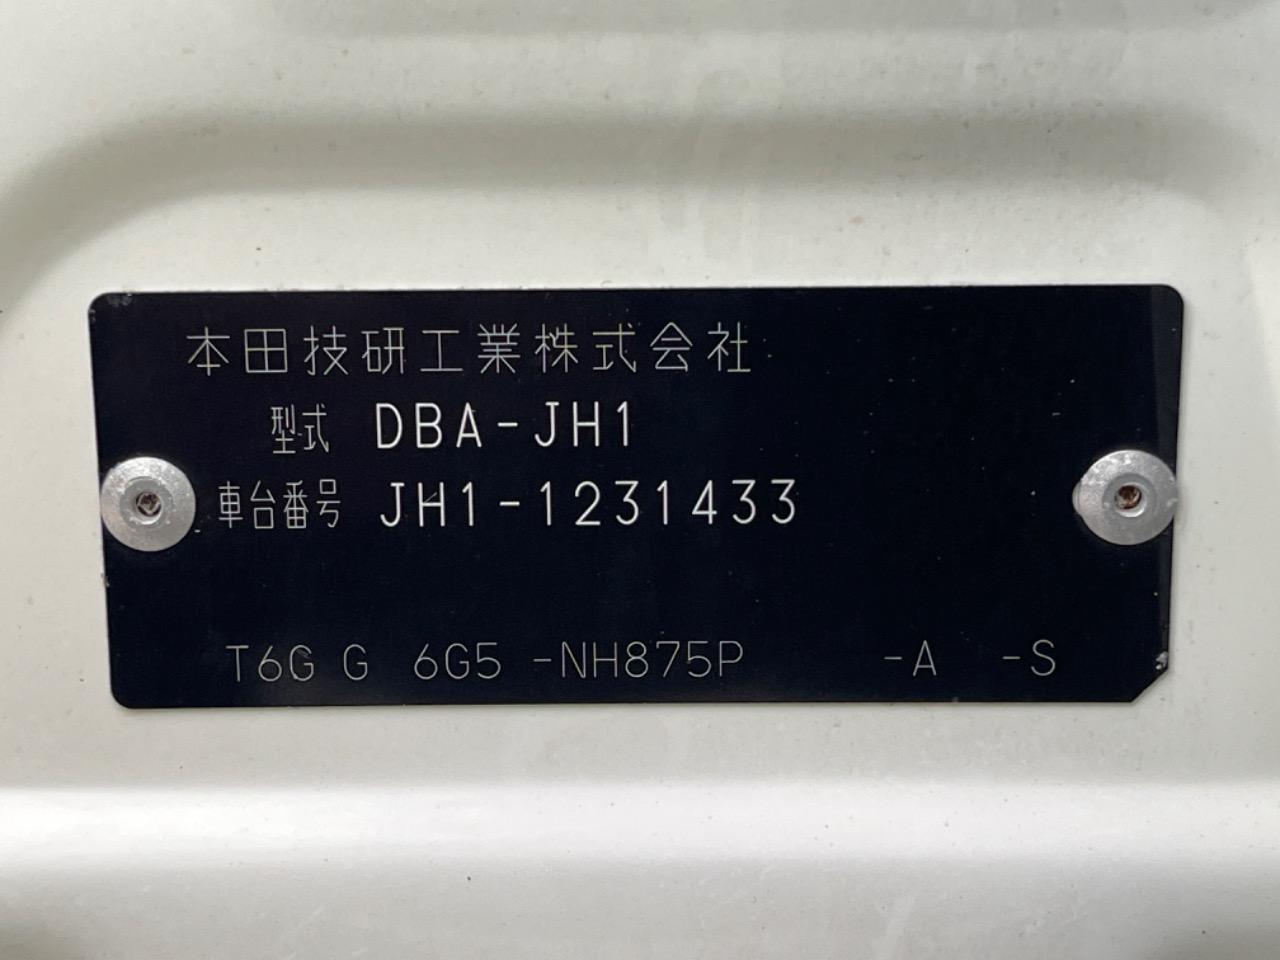 本田技研工業株式会社
型式 DBA-JH1
車台番号 JH1-1231433
T6G G 6G5 -NH875P -A -S